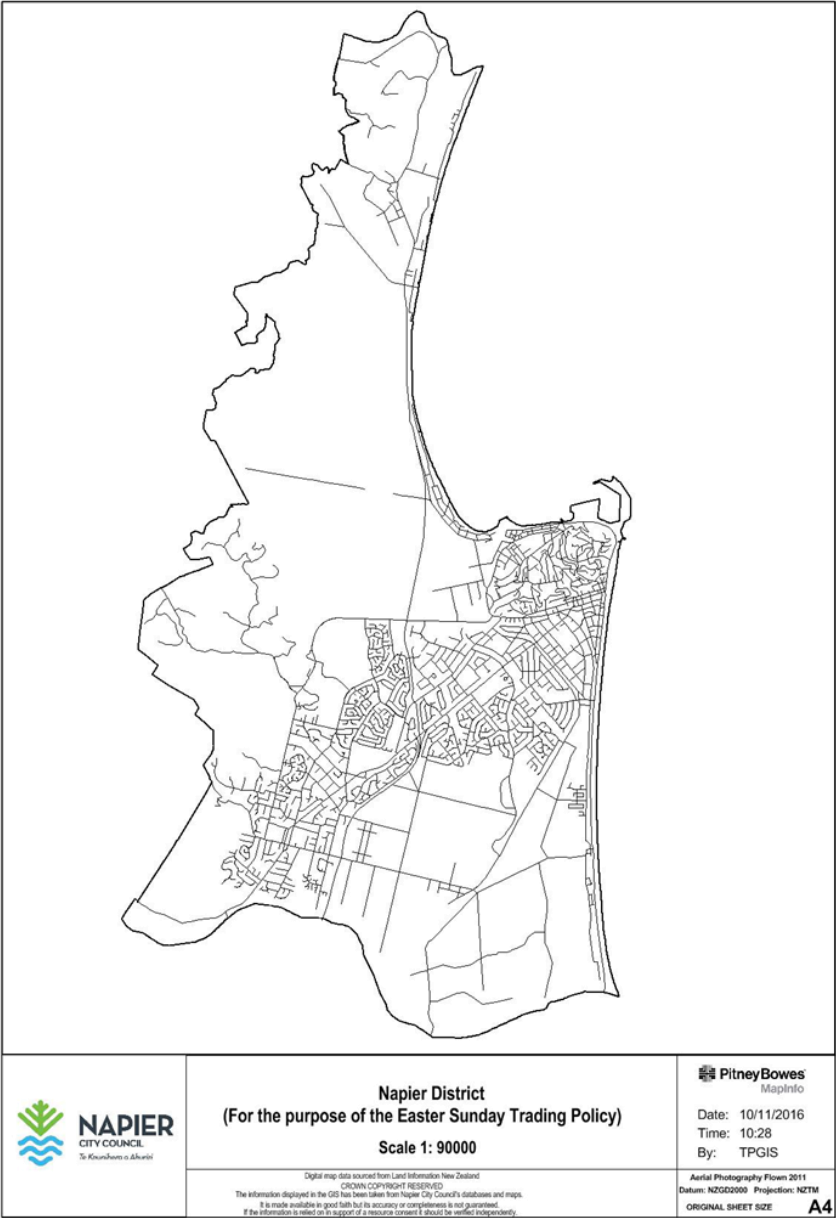 NAPIER
CITY COUNCIL
Te Kaunihera o Ahuriri
Napier District
(For the purpose of the Easter Sunday Trading Policy)
Scale 1: 90000
Digital map data sourced from Land Information New Zealand
CROWN COPYRIGHT RESERVED
The information displayed in the GIS has been taken from Napier City Council's databases and maps.
It is made available in good faith but its accuracy or completeness is not guaranteed.
If the information is relied on in support of a resource consent it should be verified independently.
PitneyBowes
MapInfo
Date: 10/11/2016
Time: 10:28
By: TPGIS
Aerial Photography Flown 2011
Datum: NZGD2000 Projection: NZTM
ORIGINAL SHEET SIZE A4